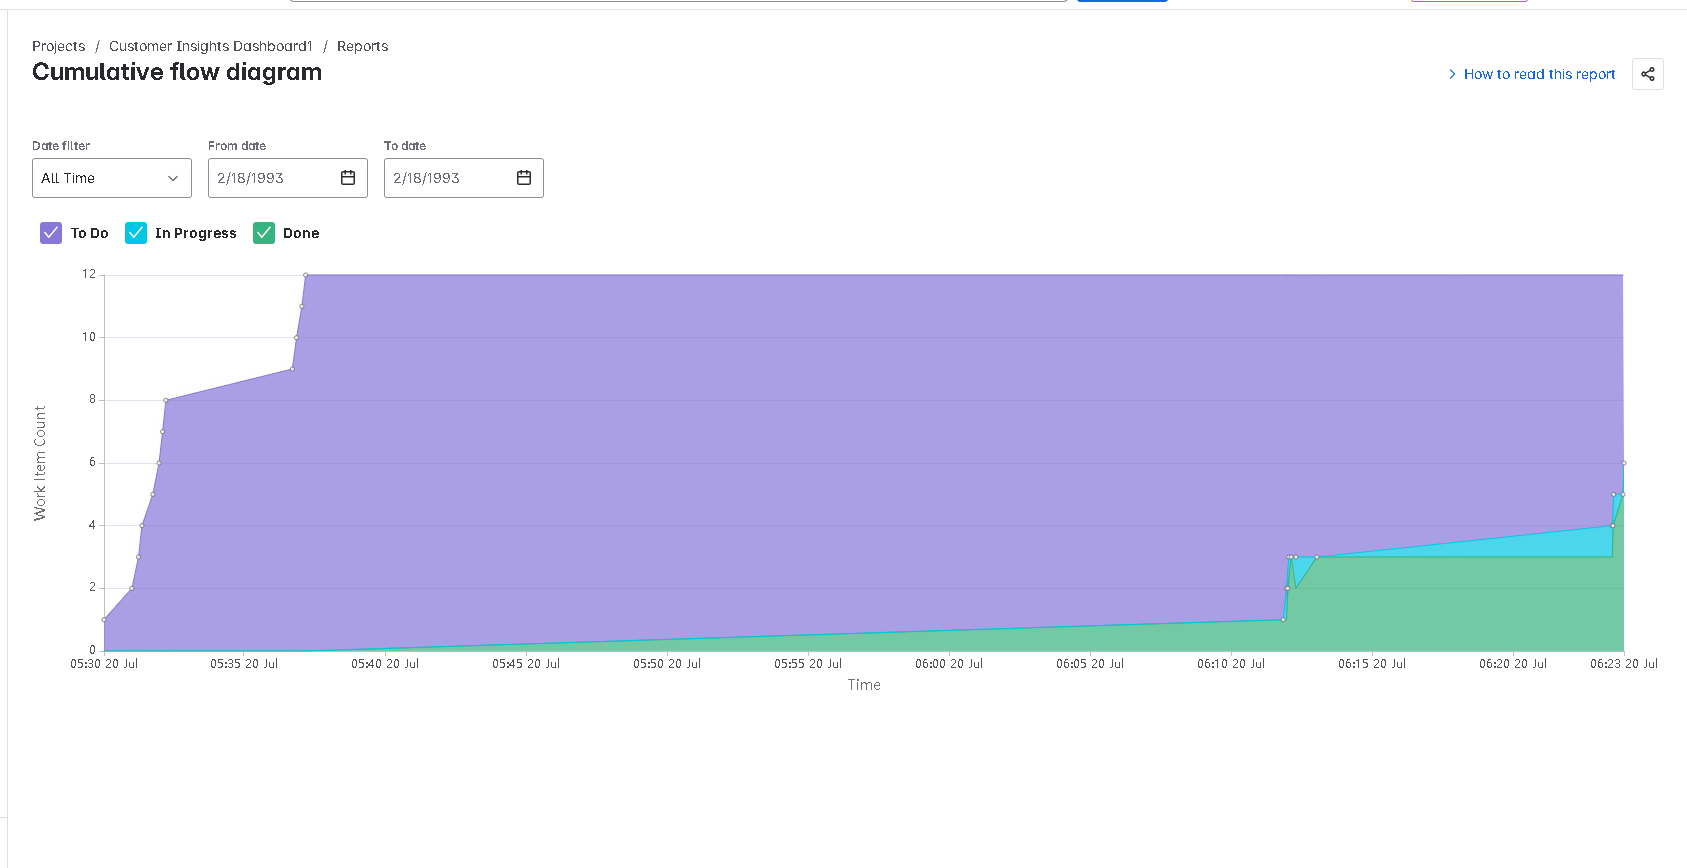 Projects / Customer Insights Dashboard1 / Reports
Cumulative flow diagram
How to read this report
Date filter
From date
To date
All Time
2/18/1993
2/18/1993
To Do
In Progress
Done
12
10
8
6
4
2
0
Work Item Count
05:30 20 Jul
05:35 20 Jul
05:40 20 Jul
05:45 20 Jul
05:50 20 Jul
05:55 20 Jul
06:00 20 Jul
06:05 20 Jul
06:10 20 Jul
06:15 20 Jul
06:20 20 Jul
06:23 20 Jul
Time